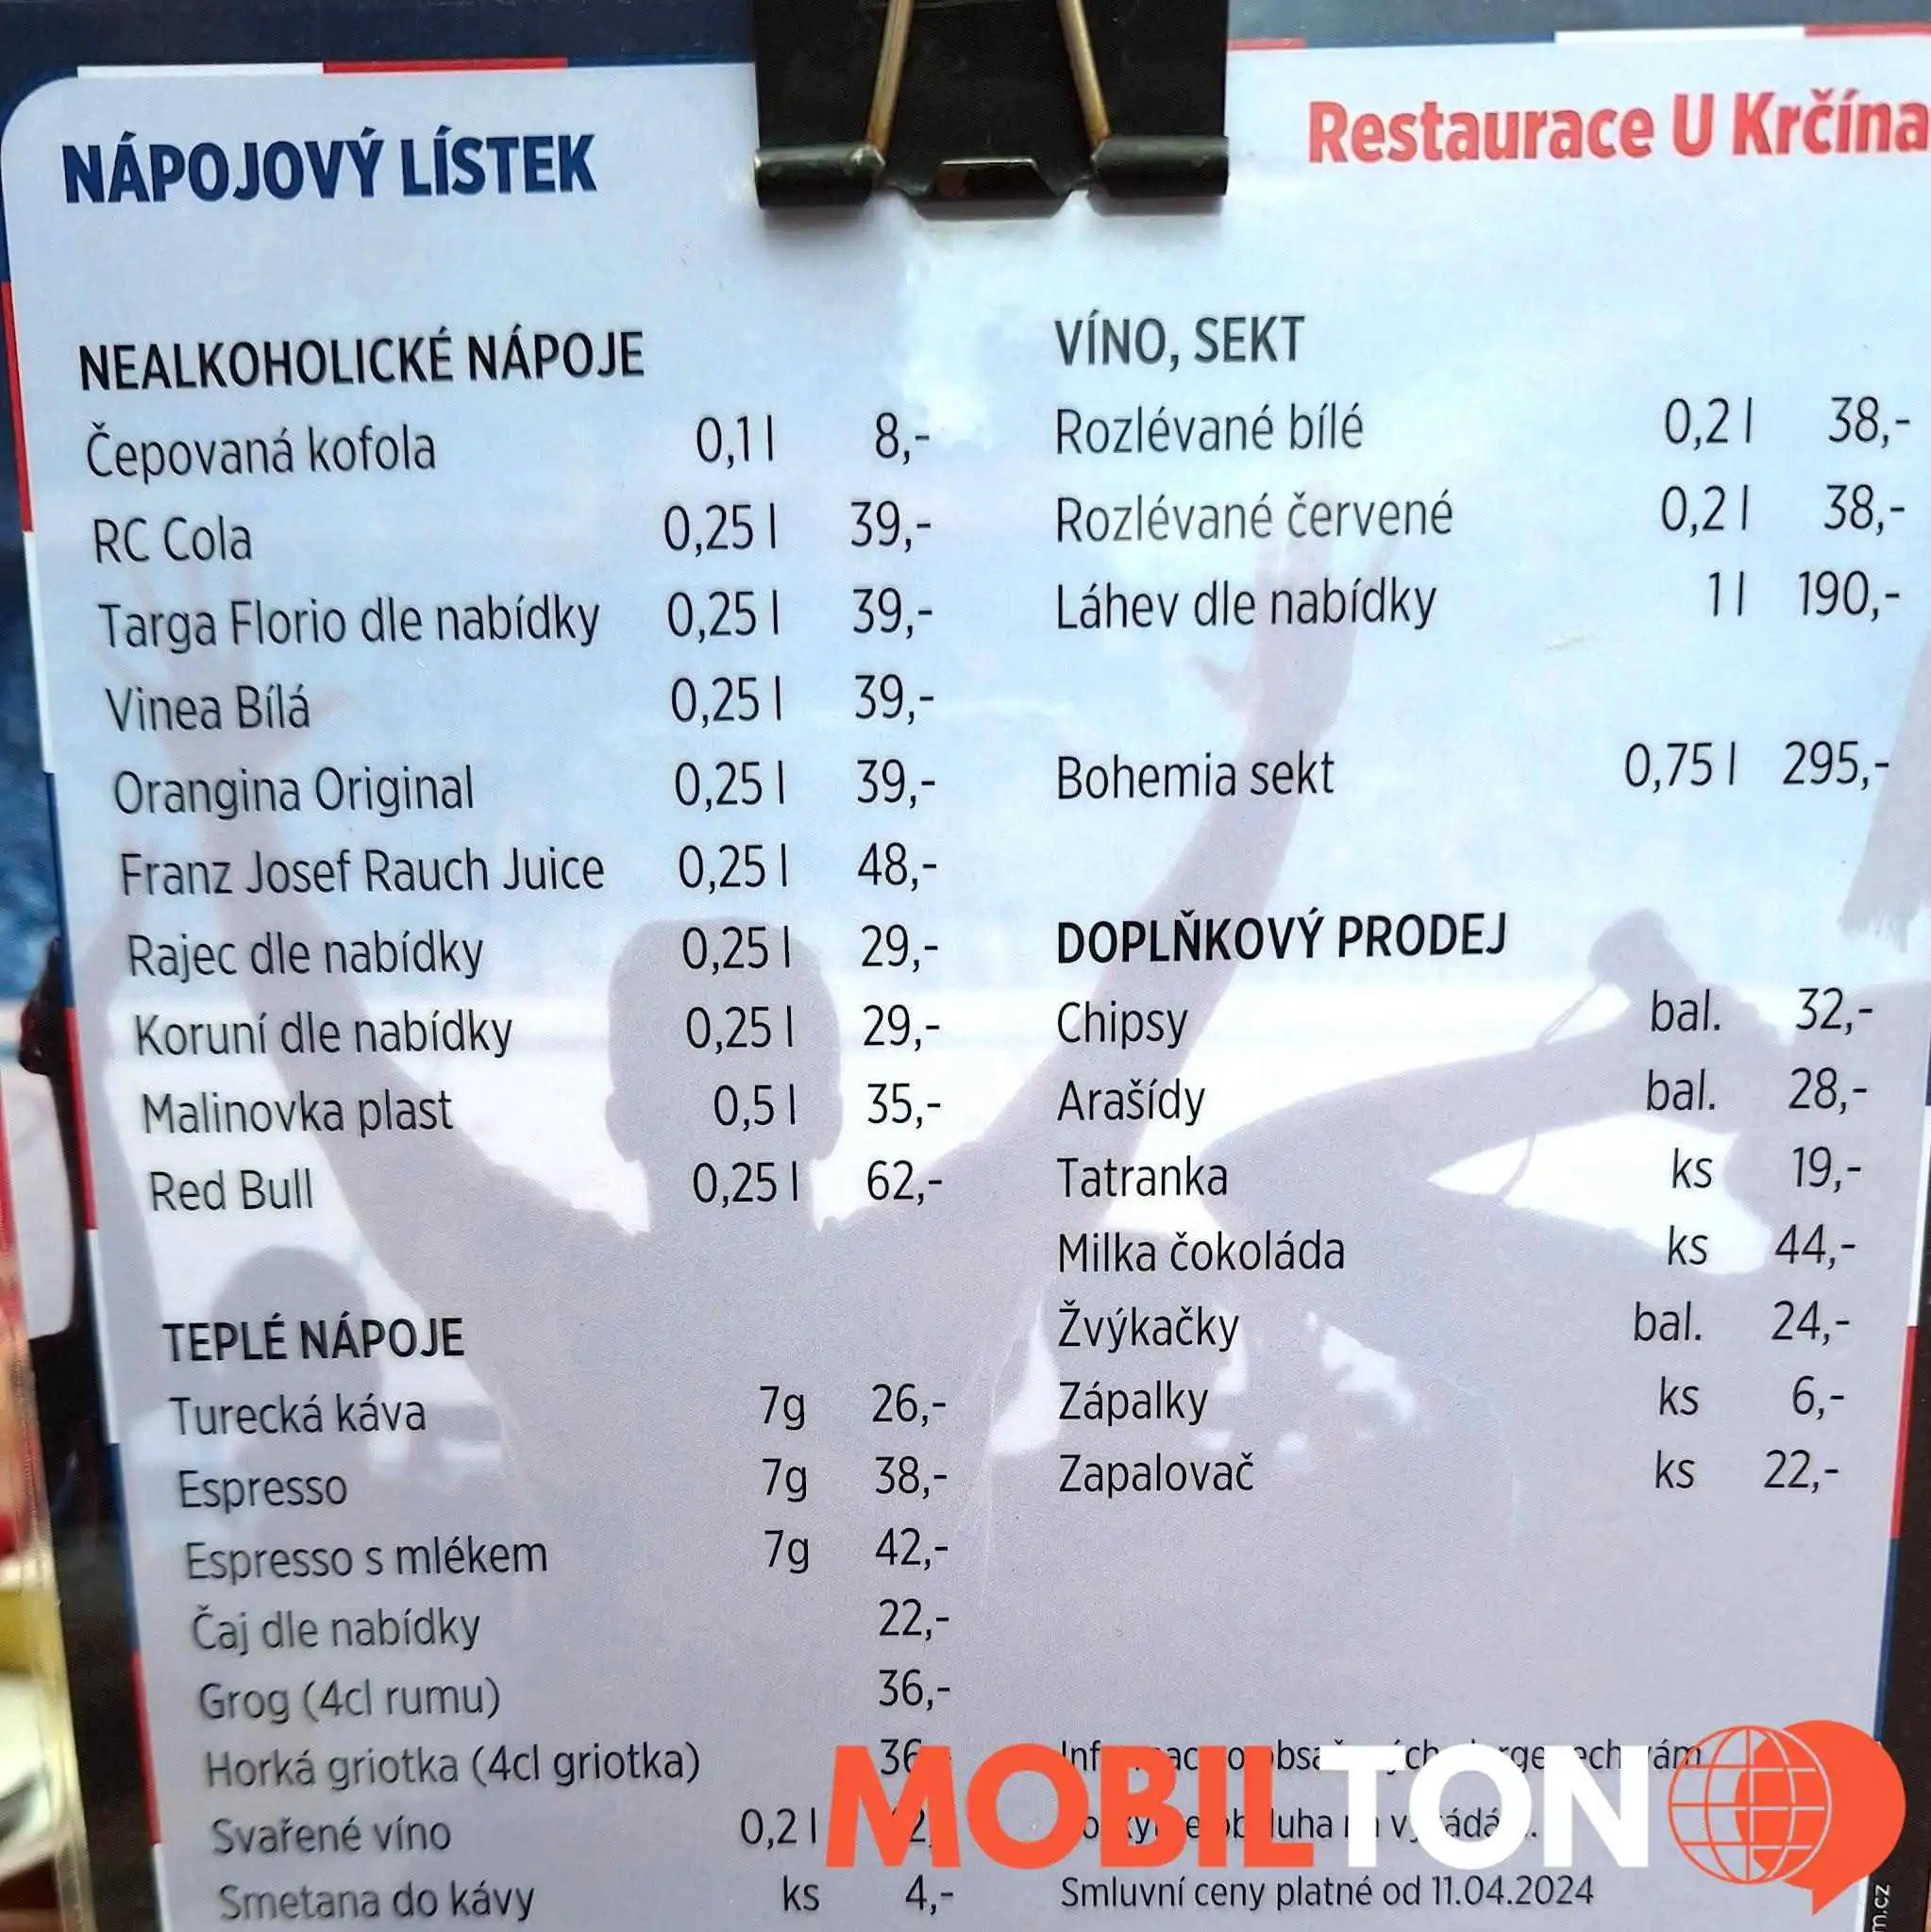 NÁPOJOVÝ LÍSTEK
Restaurace U Krčína
NEALKOHOLICKÉ NÁPOJE
Čepovaná kofola 0,1 l 8,-
RC Cola 0,25 l 39,-
Targa Florio dle nabídky 0,25 l 39,-
Vinea Bílá 0,25 l 39,-
Orangina Original 0,25 l 39,-
Franz Josef Rauch Juice 0,25 l 48,-
Rajec dle nabídky 0,25 l 29,-
Koruní dle nabídky 0,25 l 29,-
Malinovka plast 0,5 l 35,-
Red Bull 0,25 l 62,-
TEPLÉ NÁPOJE
Turecká káva 7g 26,-
Espresso 7g 38,-
Espresso s mlékem 7g 42,-
Čaj dle nabídky 22,-
Grog (4cl rumu) 36,-
Horká griotka (4cl griotka) 36,-
Svařené víno 0,2 l
Smetana do kávy ks 4,-
VÍNO, SEKT
Rozlévané bílé 0,2 l 38,-
Rozlévané červené 0,2 l 38,-
Láhev dle nabídky 1 l 190,-
Bohemia sekt 0,75 l 295,-
DOPLŇKOVÝ PRODEJ
Chipsy bal. 32,-
Arašídy bal. 28,-
Tatranka ks 19,-
Milka čokoláda ks 44,-
Žvýkačky bal. 24,-
Zápalky ks 6,-
Zapalovač ks 22,-
vám
Smluvní ceny platné od 11.04.2024
MOBILTON
m.cz